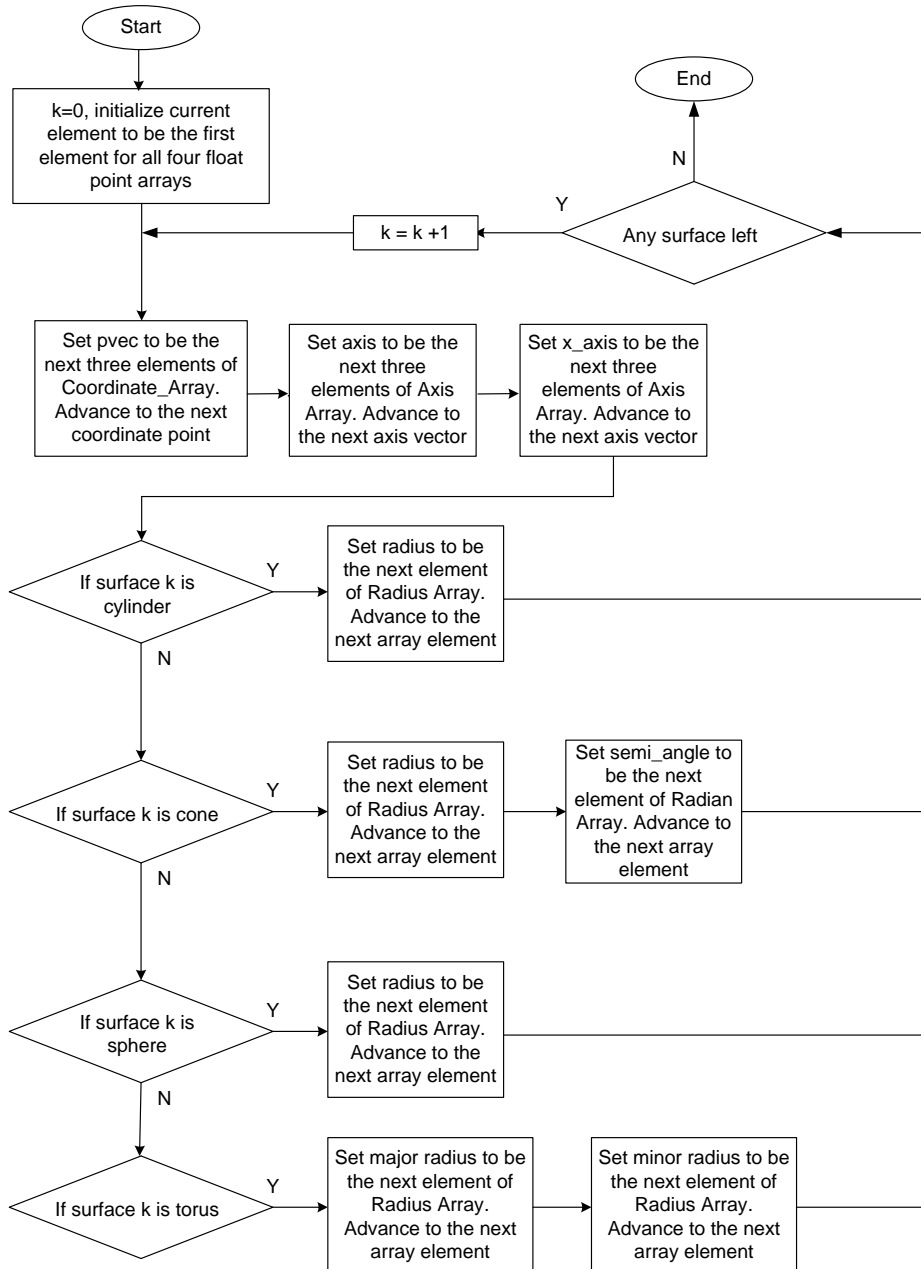 Start
k=0, initialize current
element to be the first
element for all four float
point arrays
End
N
Y
k = k +1
Any surface left
Set pvec to be the
next three elements of
Coordinate_Array.
Advance to the next
coordinate point
Set axis to be the
next three
elements of Axis
Array. Advance to
the next axis vector
Set x_axis to be the
next three
elements of Axis
Array. Advance to
the next axis vector
If surface k is
cylinder
Y
N
Set radius to be
the next element
of Radius Array.
Advance to the
next array element
If surface k is cone
Y
N
Set radius to be
the next element
of Radius Array.
Advance to the
next array element
Set semi_angle to
be the next
element of Radian
Array. Advance to
the next array
element
If surface k is
sphere
Y
N
Set radius to be
the next element
of Radius Array.
Advance to the
next array element
If surface k is torus
Y
Set major radius to be
the next element of
Radius Array.
Advance to the next
array element
Set minor radius to be
the next element of
Radius Array.
Advance to the next
array element